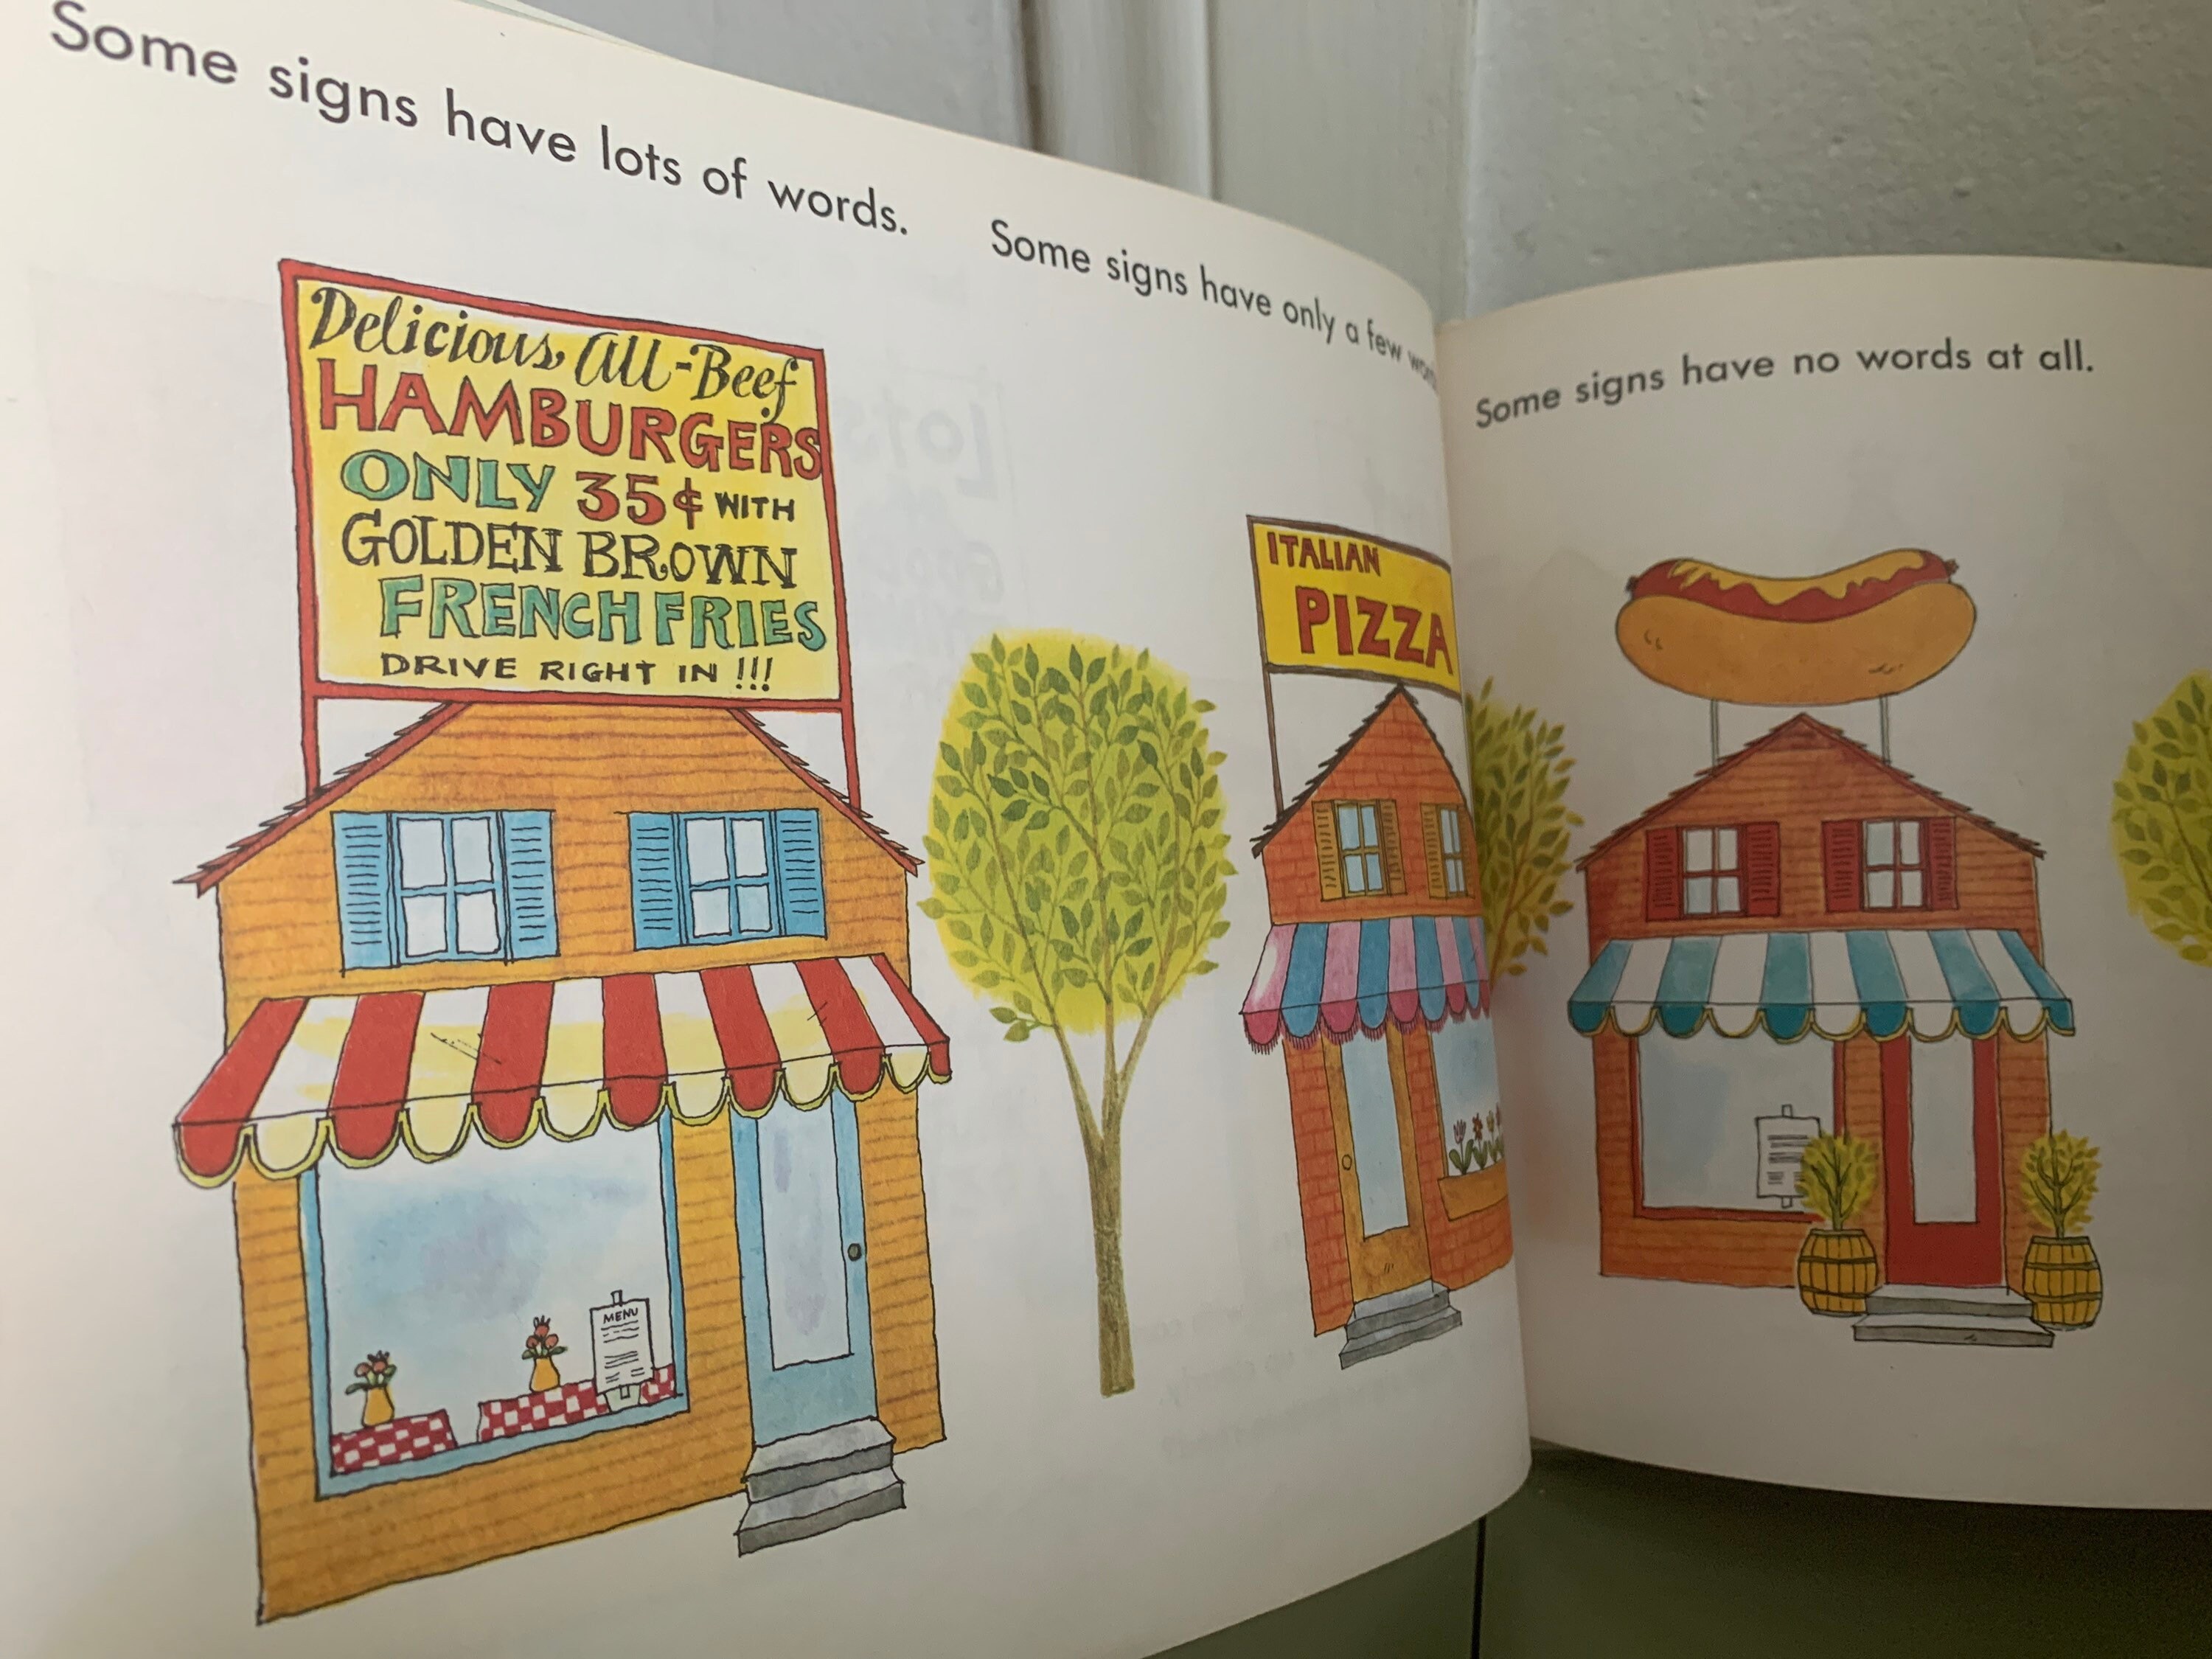 Some signs have lots of words.
Delicious, All-Beef
HAMBURGERS
ONLY 35¢ WITH
GOLDEN BROWN
FRENCH FRIES
DRIVE RIGHT IN !!!
MENU
Some signs have only a few
ITALIAN
PIZZA
Some signs have no words at all.